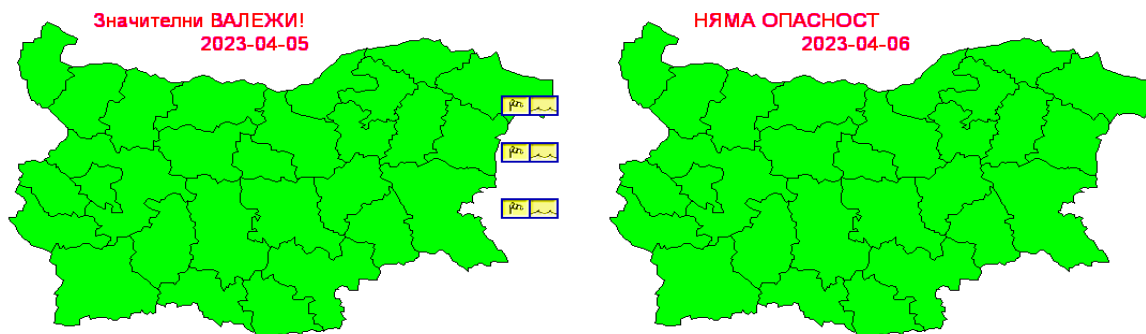 Значителни ВАЛЕЖИ!
2023-04-05
НЯМА ОПАСНОСТ
2023-04-06